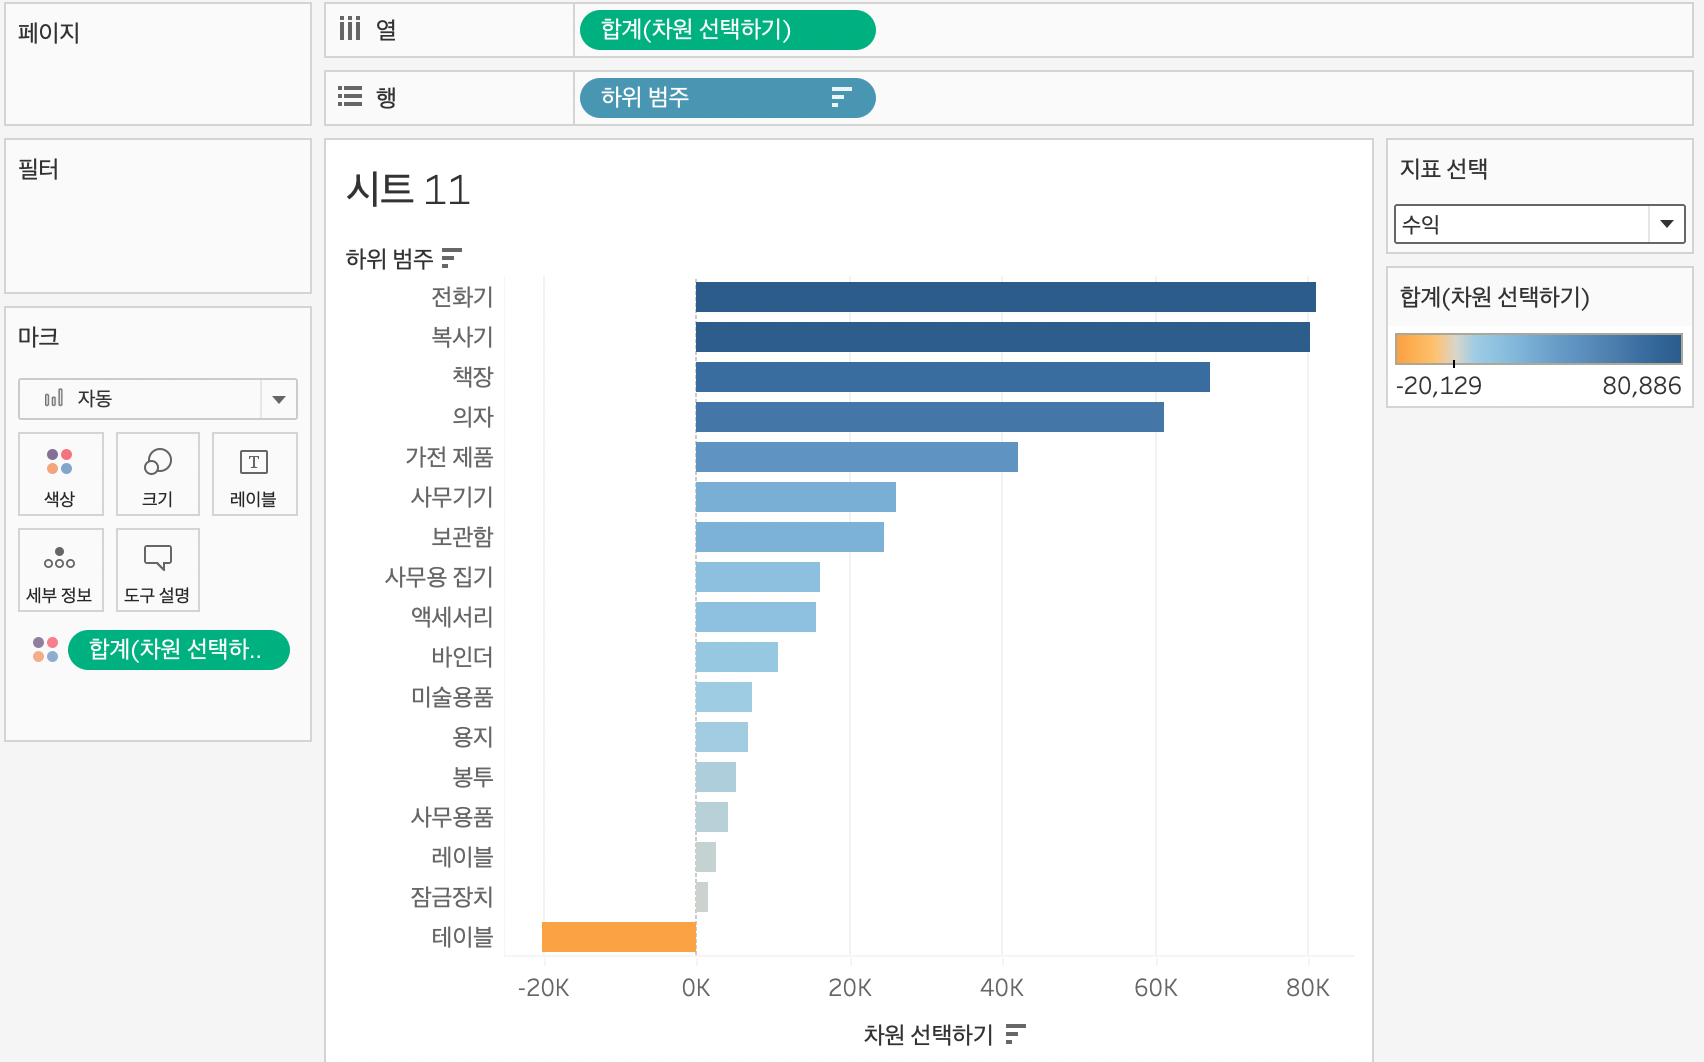 페이지
열
합계(차원 선택하기)
행
하위 범주
필터
마크
자동
색상
크기
T
레이블
세부 정보
도구 설명
합계(차원 선택하..
시트 11
하위 범주
전화기
복사기
책장
의자
가전 제품
사무기기
보관함
사무용 집기
액세서리
바인더
미술용품
용지
봉투
사무용품
레이블
잠금장치
테이블
-20K 0K 20K 40K 60K 80K
차원 선택하기
지표 선택
수익
합계(차원 선택하기)
-20,129 80,886